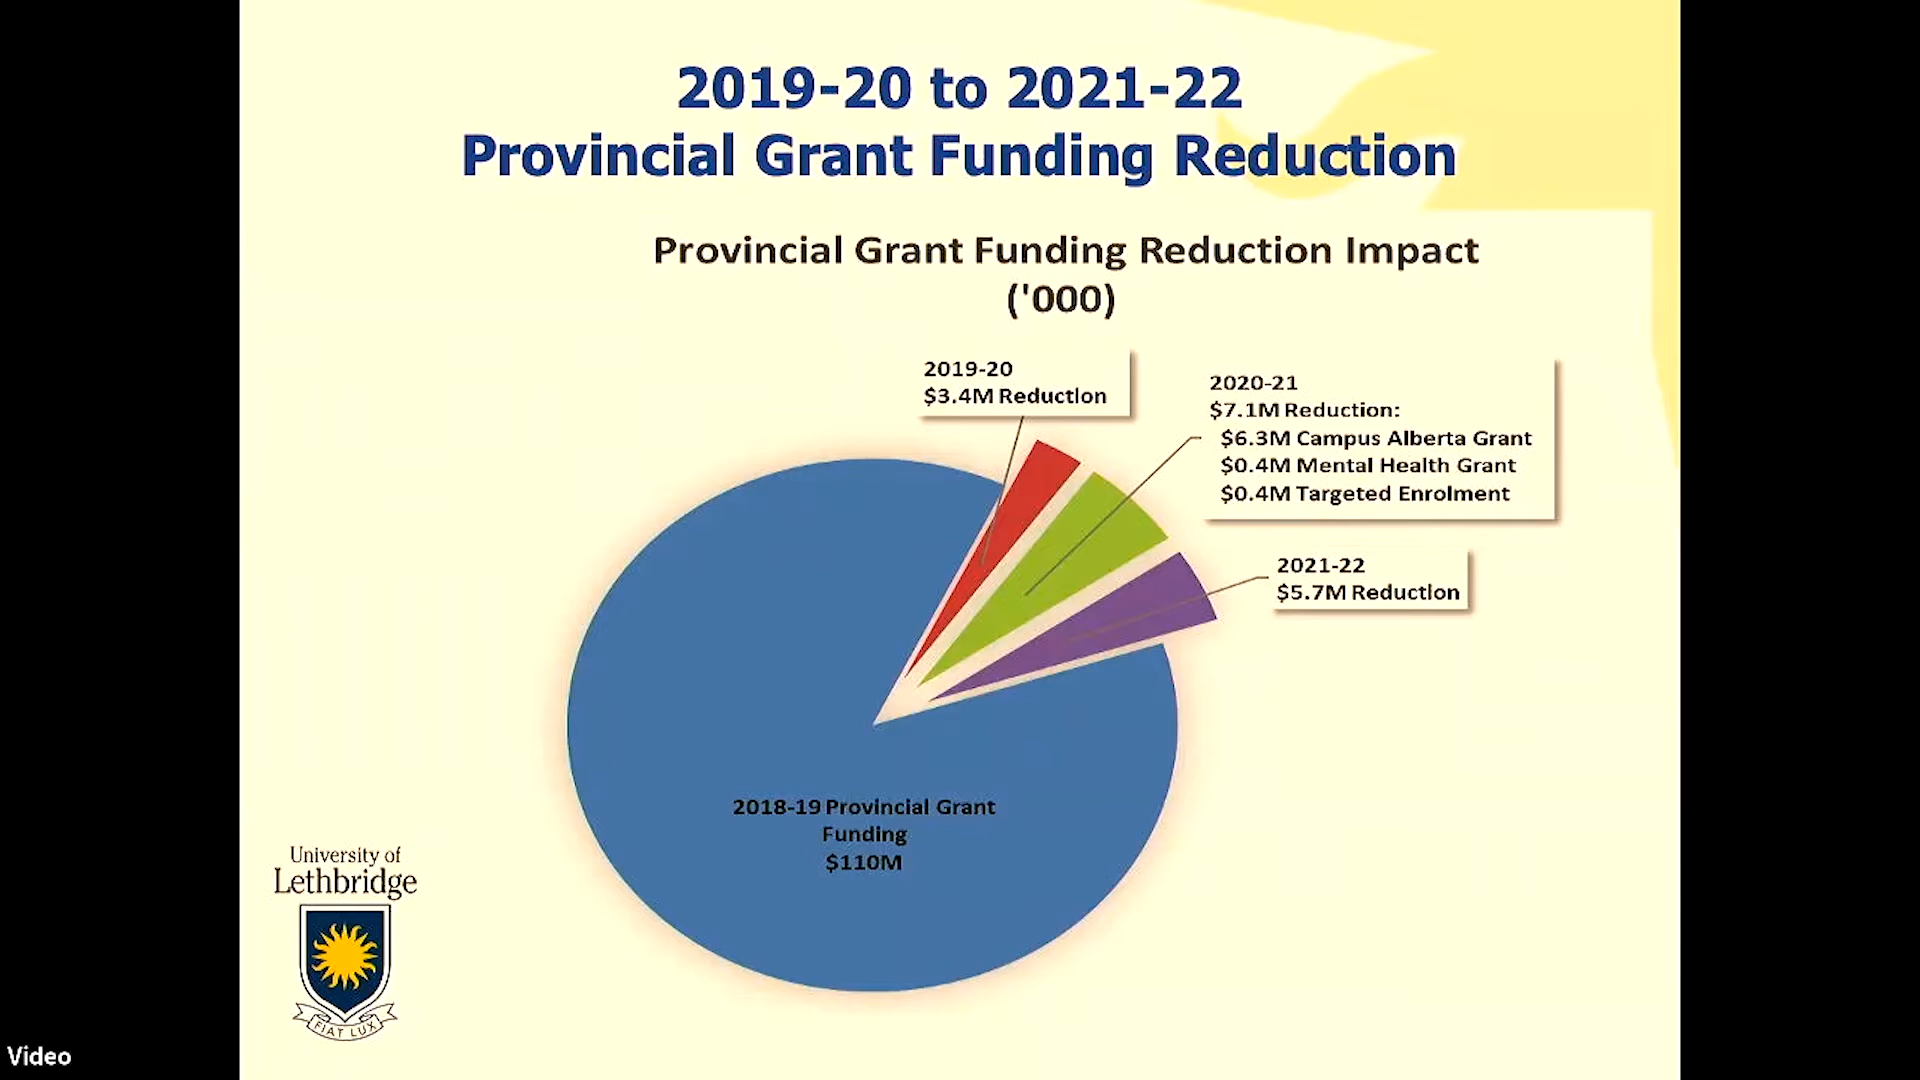 2019-20 to 2021-22
Provincial Grant Funding Reduction
Provincial Grant Funding Reduction Impact
('000)
2019-20
$3.4M Reduction
2020-21
$7.1M Reduction:
$6.3M Campus Alberta Grant
$0.4M Mental Health Grant
$0.4M Targeted Enrolment
2021-22
$5.7M Reduction
2018-19 Provincial Grant
Funding
$110M
University of
Lethbridge
FIAT LUX
Video